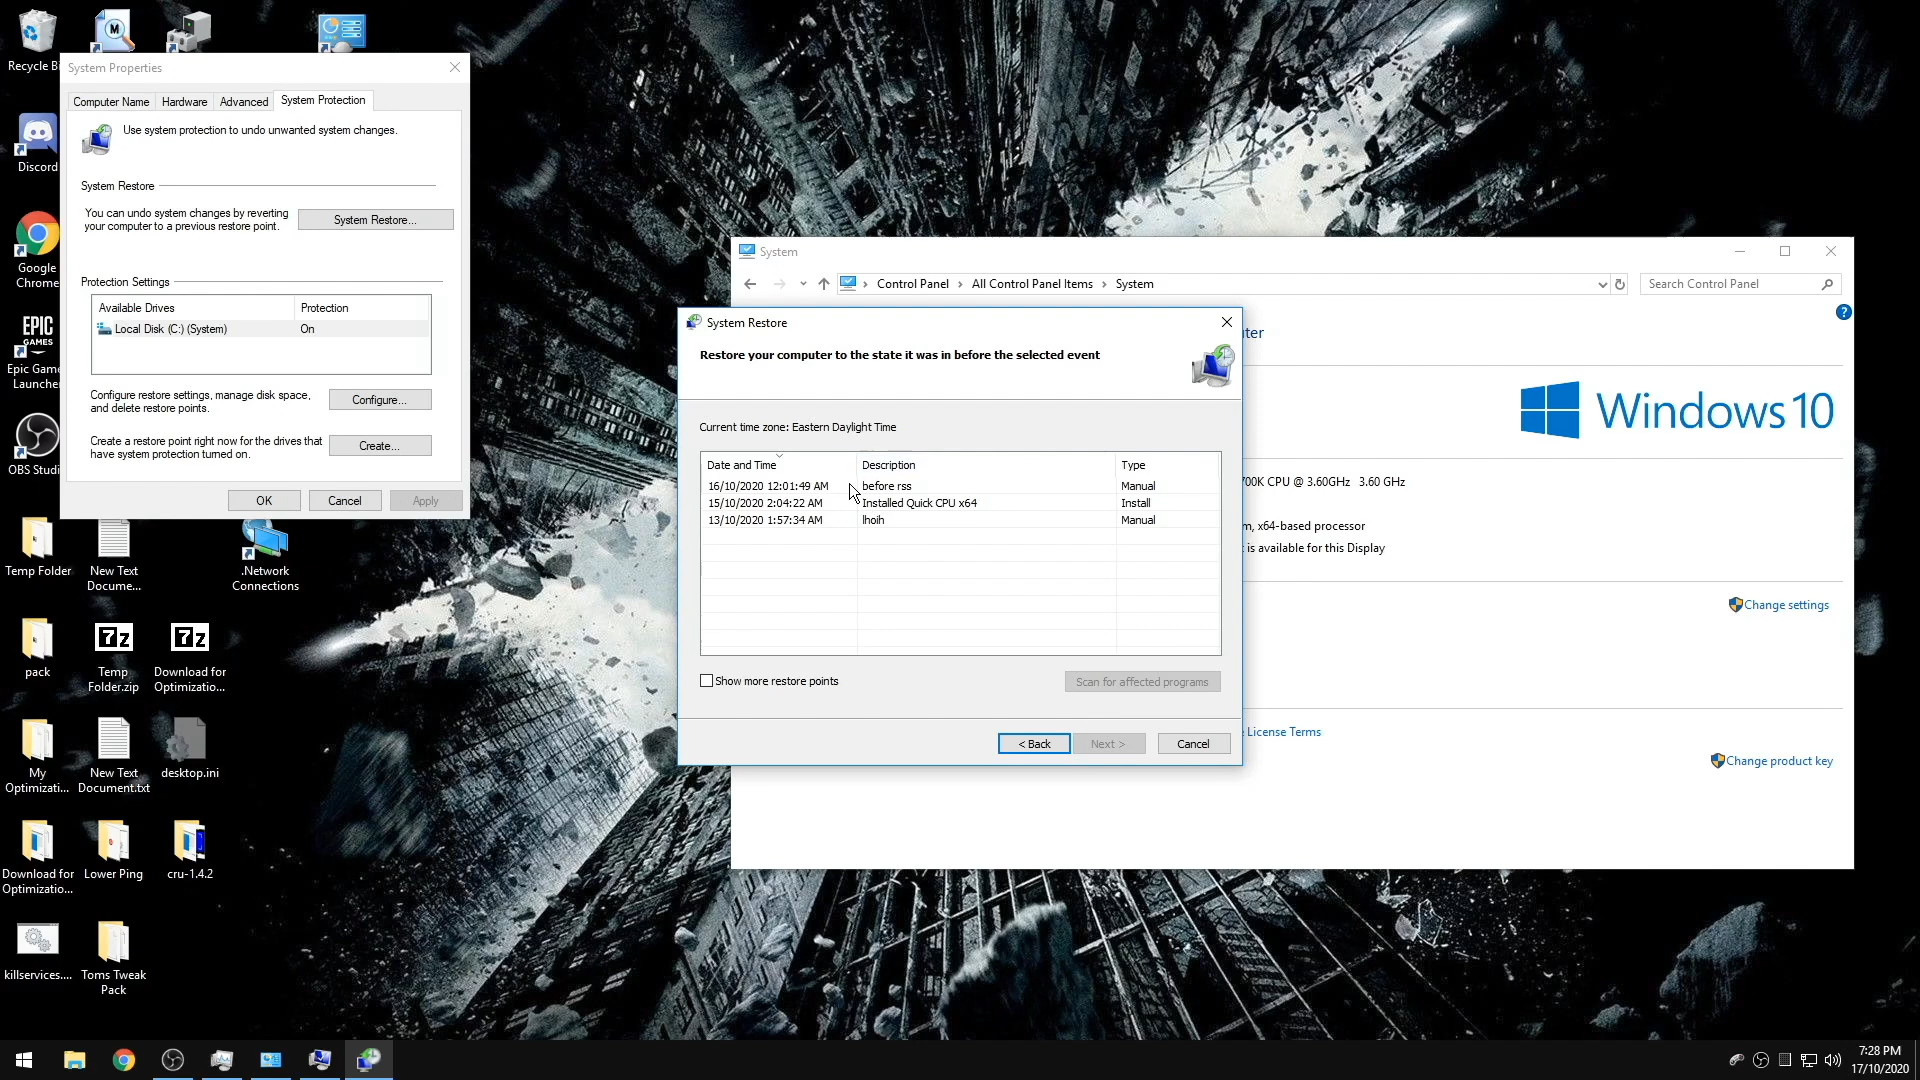 Recycle Bi
System Properties
Computer Name
Hardware
Advanced
System Protection
Use system protection to undo unwanted system changes.
System Restore
You can undo system changes by reverting
your computer to a previous restore point.
System Restore...
Protection Settings
Available Drives
Protection
Local Disk (C:) (System)
On
Configure restore settings, manage disk space,
and delete restore points.
Configure...
Create a restore point right now for the drives that
have system protection turned on.
Create...
OK
Cancel
Apply
Discord
Google
Chrome
EPIC
GAMES
Epic Game
Launche
OBS Studi
Temp Folder
New Text
Docume...
.Network
Connections
pack
7z
Temp
Folder.zip
7z
Download for
Optimizatio...
My
Optimizati...
New Text
Document.txt
desktop.ini
Download for
Optimizatio...
Lower Ping
cru-1.4.2
killservices....
Toms Tweak
Pack
System
Control Panel
All Control Panel Items
System
Search Control Panel
ter
Windows 10
700K CPU @ 3.60GHz 3.60 GHz
m, x64-based processor
is available for this Display
Change settings
License Terms
Change product key
System Restore
Restore your computer to the state it was in before the selected event
Current time zone: Eastern Daylight Time
Date and Time
Description
Type
16/10/2020 12:01:49 AM
before rss
Manual
15/10/2020 2:04:22 AM
Installed Quick CPU x64
Install
13/10/2020 1:57:34 AM
lhoih
Manual
Show more restore points
Scan for affected programs
< Back
Next >
Cancel
7:28 PM
17/10/2020